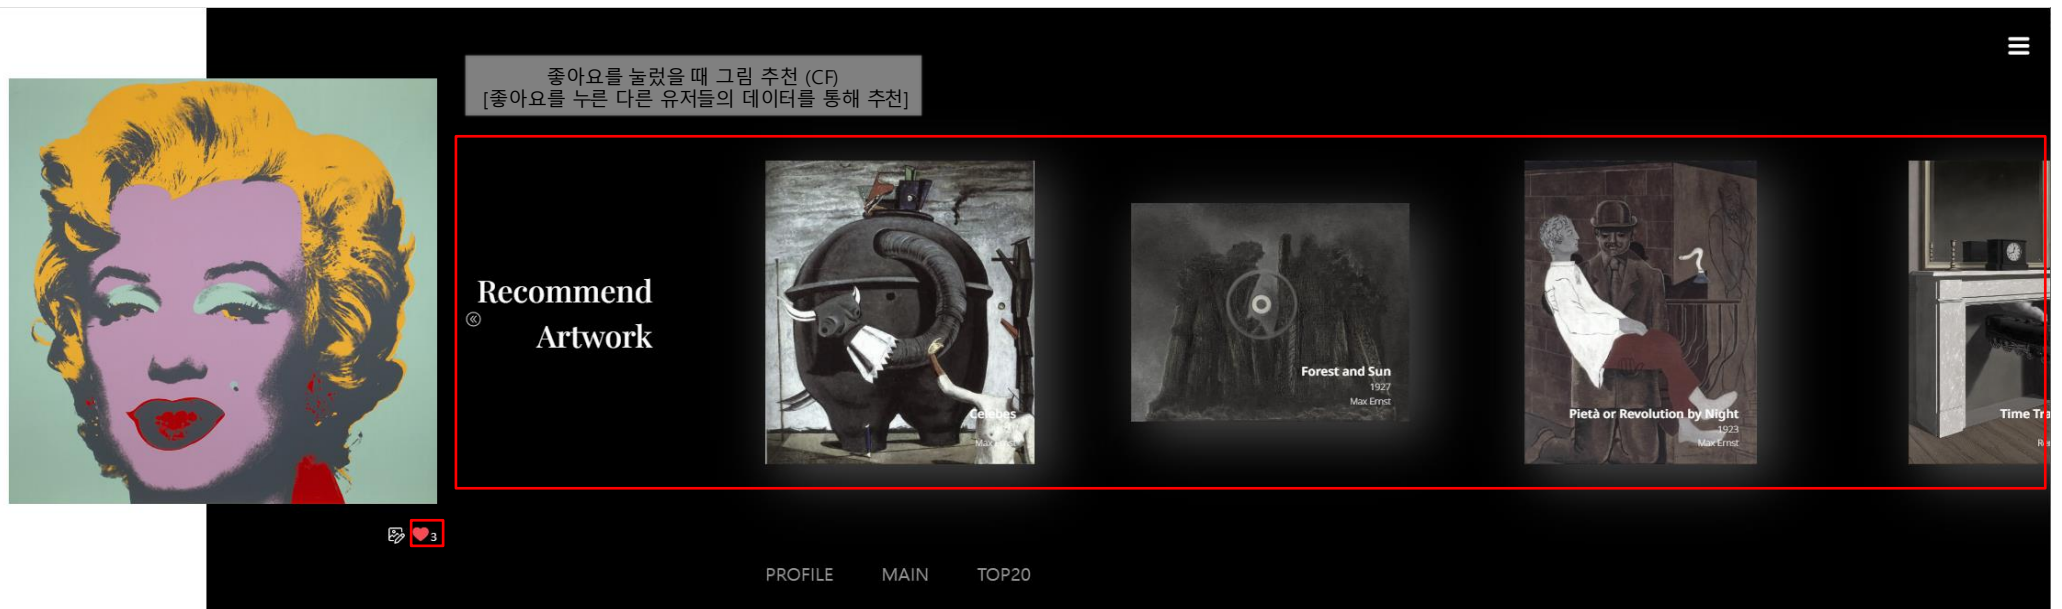 좋아요를 눌렀을 때 그림 추천 (CF)
[좋아요를 누른 다른 유저들의 데이터를 통해 추천]
Recommend
Artwork
Celebes
Forest and Sun
1927
Max Ernst
Pietà or Revolution by Night
1923
Max Ernst
Time
3
PROFILE MAIN TOP20